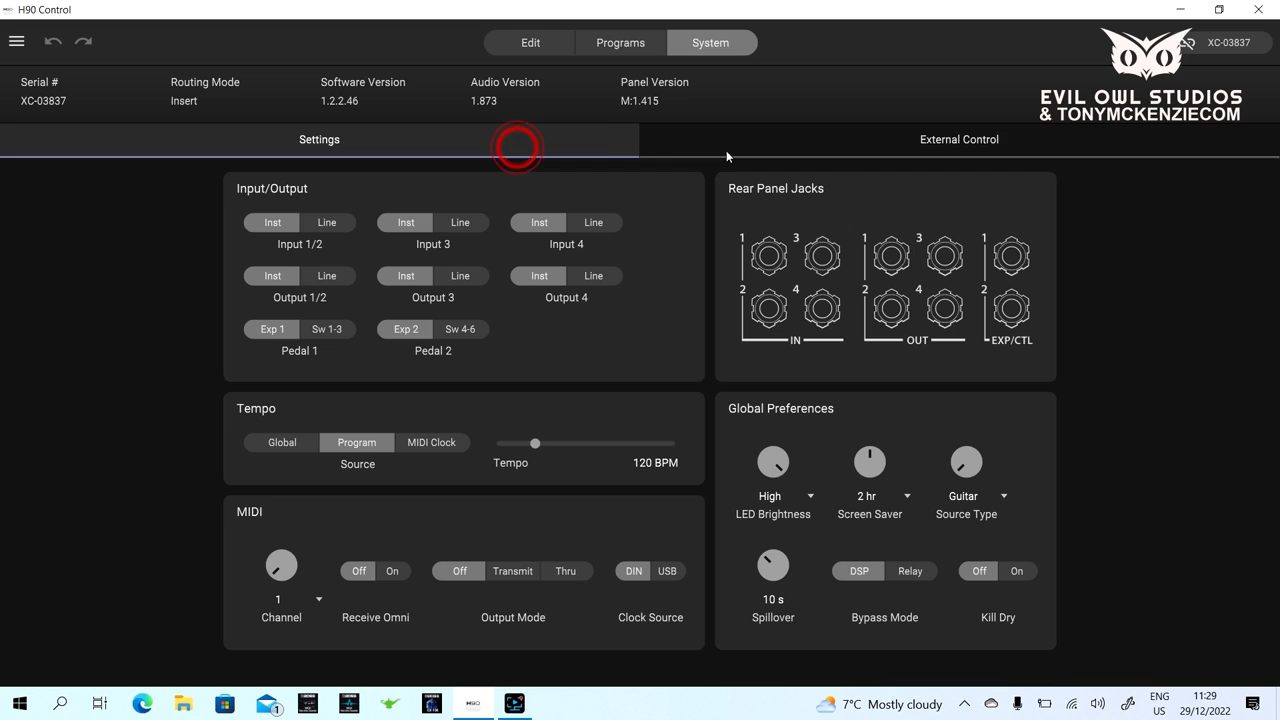 H90 Control
Edit Programs System XC-03837
EVIL OWL STUDIOS
& TONYMCKENZIECOM
Serial # Routing Mode Software Version Audio Version Panel Version
XC-03837 Insert 1.2.2.46 1.873 M:1.415
Settings External Control
Input/Output
Inst Line Inst Line Inst Line
Input 1/2 Input 3 Input 4
Inst Line Inst Line Inst Line
Output 1/2 Output 3 Output 4
Exp 1 Sw 1-3 Exp 2 Sw 4-6
Pedal 1 Pedal 2
Rear Panel Jacks
1 3 1 3 1
2 4 2 4 2
IN OUT EXP/CTL
Tempo
Global Program MIDI Clock
Source Tempo 120 BPM
MIDI
Off On Off Transmit Thru DIN USB
1
Channel Receive Omni Output Mode Clock Source
Global Preferences
High 2 hr Guitar
LED Brightness Screen Saver Source Type
DSP Relay Off On
10 s
Spillover Bypass Mode Kill Dry
H90
1
7°C Mostly cloudy
ENG
US
11:29
29/12/2022